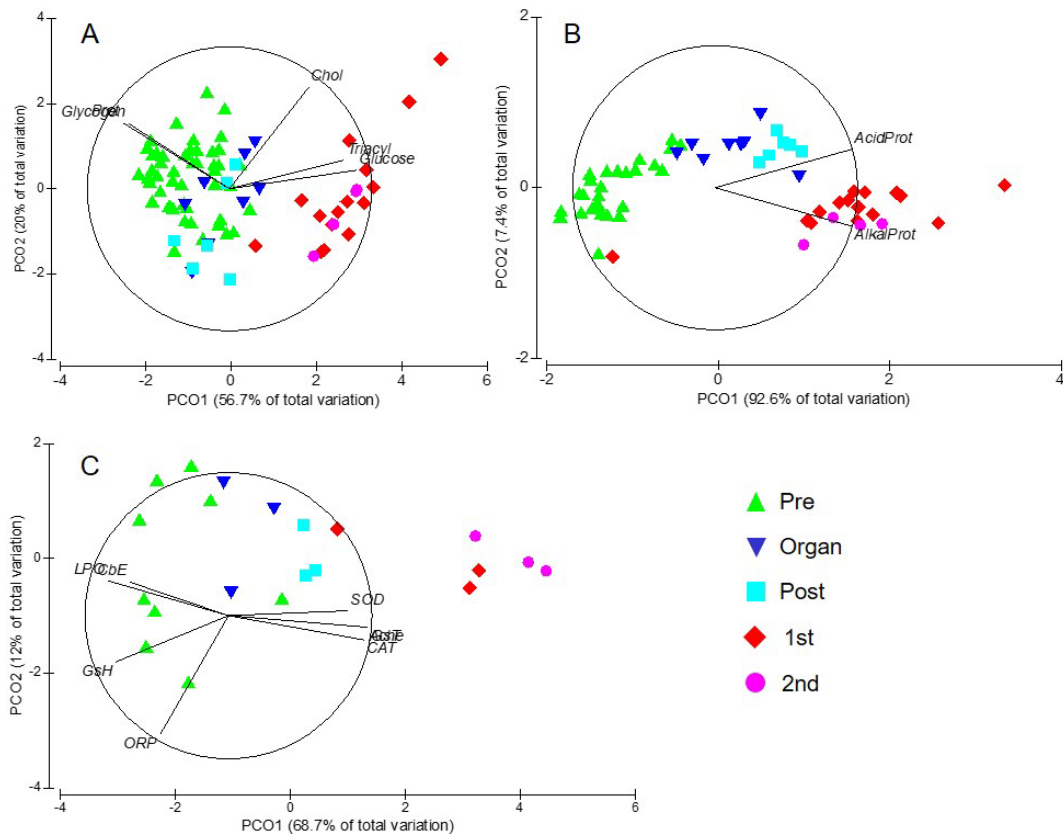 A
4
2
0
-2
-4
PCO2 (20% of total variation)
Chol
Glycogen
Prot
Triacyl
Glucose
-4
-2
0
2
4
6
PCO1 (56.7% of total variation)
B
2
0
-2
PCO2 (7.4% of total variation)
AcidProt
AlkalProt
-2
0
2
4
PCO1 (92.6% of total variation)
C
2
0
-2
-4
PCO2 (12% of total variation)
LPO
CbE
SOD
CAT
GsH
ORP
-4
-2
0
2
4
6
PCO1 (68.7% of total variation)
Pre
Organ
Post
1st
2nd